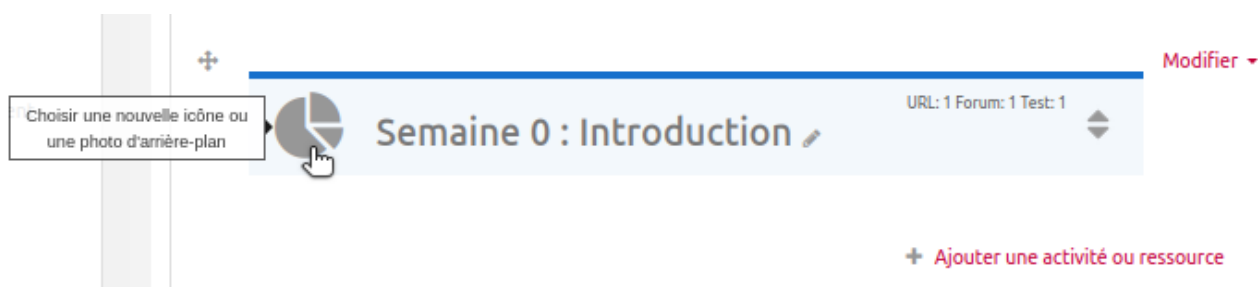 Modifier
Choisir une nouvelle icône ou
une photo d'arrière-plan
URL: 1 Forum: 1 Test: 1
Semaine 0 : Introduction
Ajouter une activité ou ressource